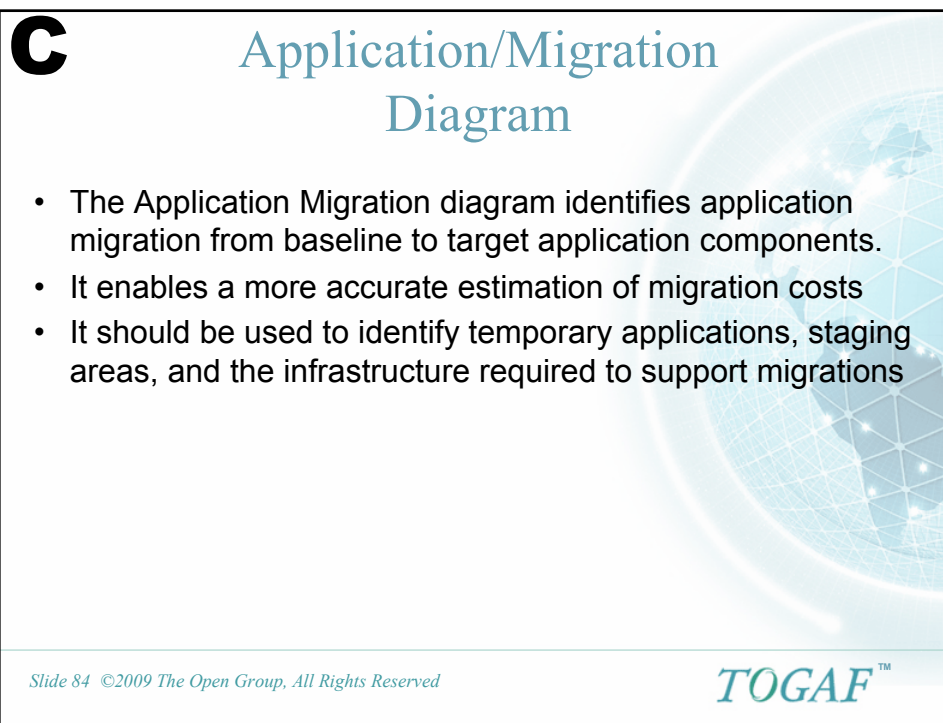 C
Application/Migration
Diagram
• The Application Migration diagram identifies application
migration from baseline to target application components.
• It enables a more accurate estimation of migration costs
• It should be used to identify temporary applications, staging
areas, and the infrastructure required to support migrations
Slide 84 ©2009 The Open Group, All Rights Reserved
TOGAF™